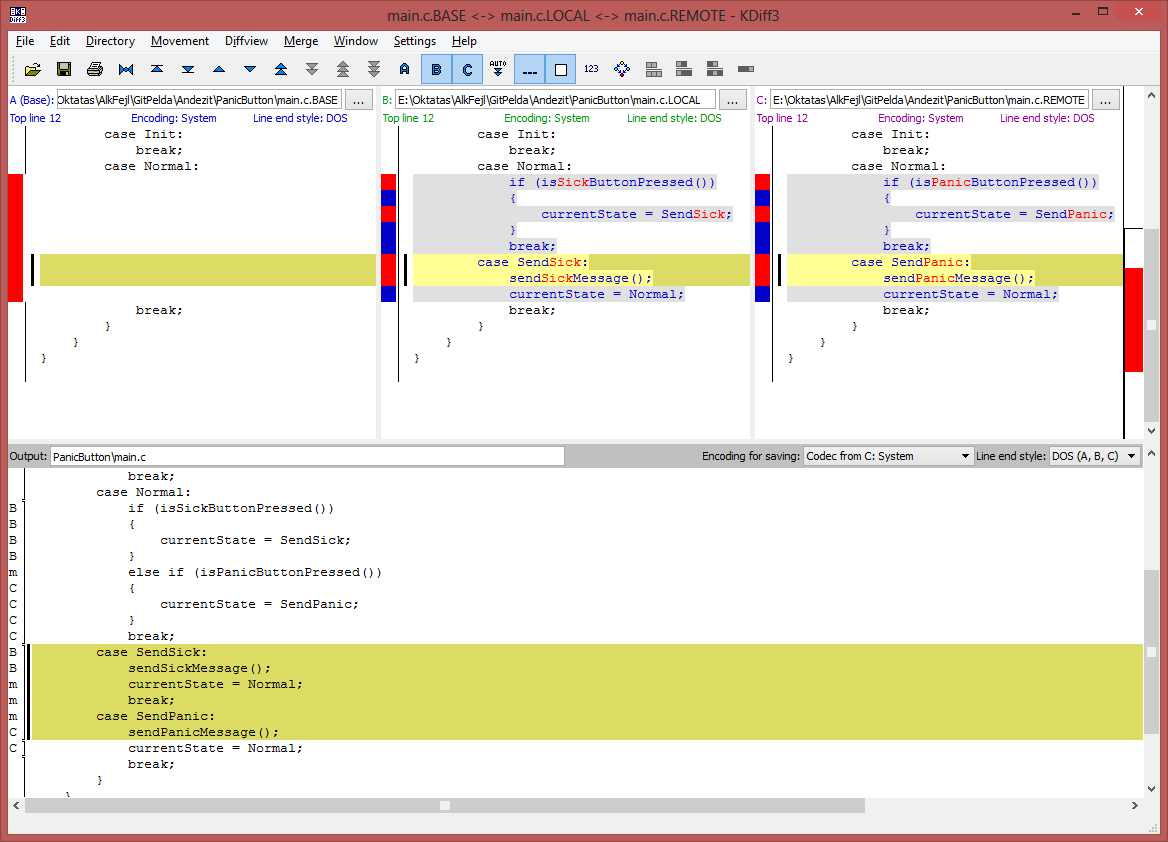 main.c.BASE <-> main.c.LOCAL <-> main.c.REMOTE - KDiff3
File Edit Directory Movement Diffview Merge Window Settings Help
A B C AUTO 123
A (Base): Oktatas\AlkFejl\GitPelda\Andezit\PanicButton\main.c.BASE ...
Top line 12 Encoding: System Line end style: DOS
case Init:
break;
case Normal:
break;
}
}
}
B: E:\Oktatas\AlkFejl\GitPelda\Andezit\PanicButton\main.c.LOCAL ...
Top line 12 Encoding: System Line end style: DOS
case Init:
break;
case Normal:
if (isSickButtonPressed())
{
currentState = SendSick;
}
break;
case SendSick:
sendSickMessage();
currentState = Normal;
break;
}
}
}
C: E:\Oktatas\AlkFejl\GitPelda\Andezit\PanicButton\main.c.REMOTE ...
Top line 12 Encoding: System Line end style: DOS
case Init:
break;
case Normal:
if (isPanicButtonPressed())
{
currentState = SendPanic;
}
break;
case SendPanic:
sendPanicMessage();
currentState = Normal;
break;
}
}
}
Output: PanicButton\main.c Encoding for saving: Codec from C: System Line end style: DOS (A, B, C)
break;
case Normal:
B if (isSickButtonPressed())
B {
B currentState = SendSick;
B }
m else if (isPanicButtonPressed())
C {
C currentState = SendPanic;
C }
C break;
B case SendSick:
B sendSickMessage();
m currentState = Normal;
m break;
m case SendPanic:
C sendPanicMessage();
C currentState = Normal;
break;
}
}